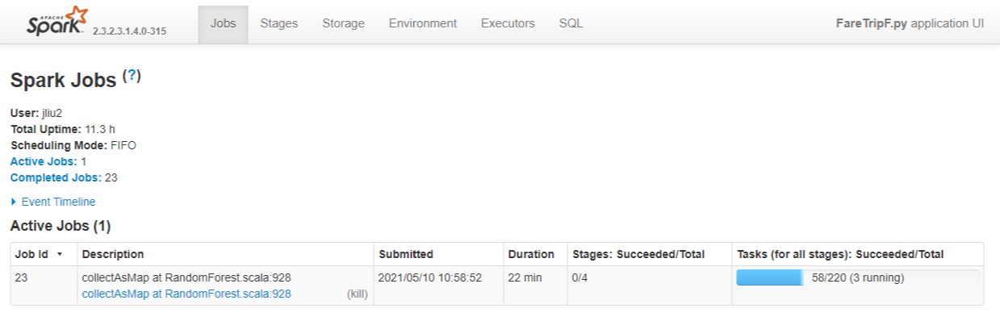 APACHE
Spark 2.3.2.3.1.4.0-315 Jobs Stages Storage Environment Executors SQL FareTripF.py application UI
Spark Jobs (?)
User: jliu2
Total Uptime: 11.3 h
Scheduling Mode: FIFO
Active Jobs: 1
Completed Jobs: 23
Event Timeline
Active Jobs (1)
Job Id Description Submitted Duration Stages: Succeeded/Total Tasks (for all stages): Succeeded/Total
23 collectAsMap at RandomForest.scala:928 2021/05/10 10:58:52 22 min 0/4 58/220 (3 running)
collectAsMap at RandomForest.scala:928 (kill)